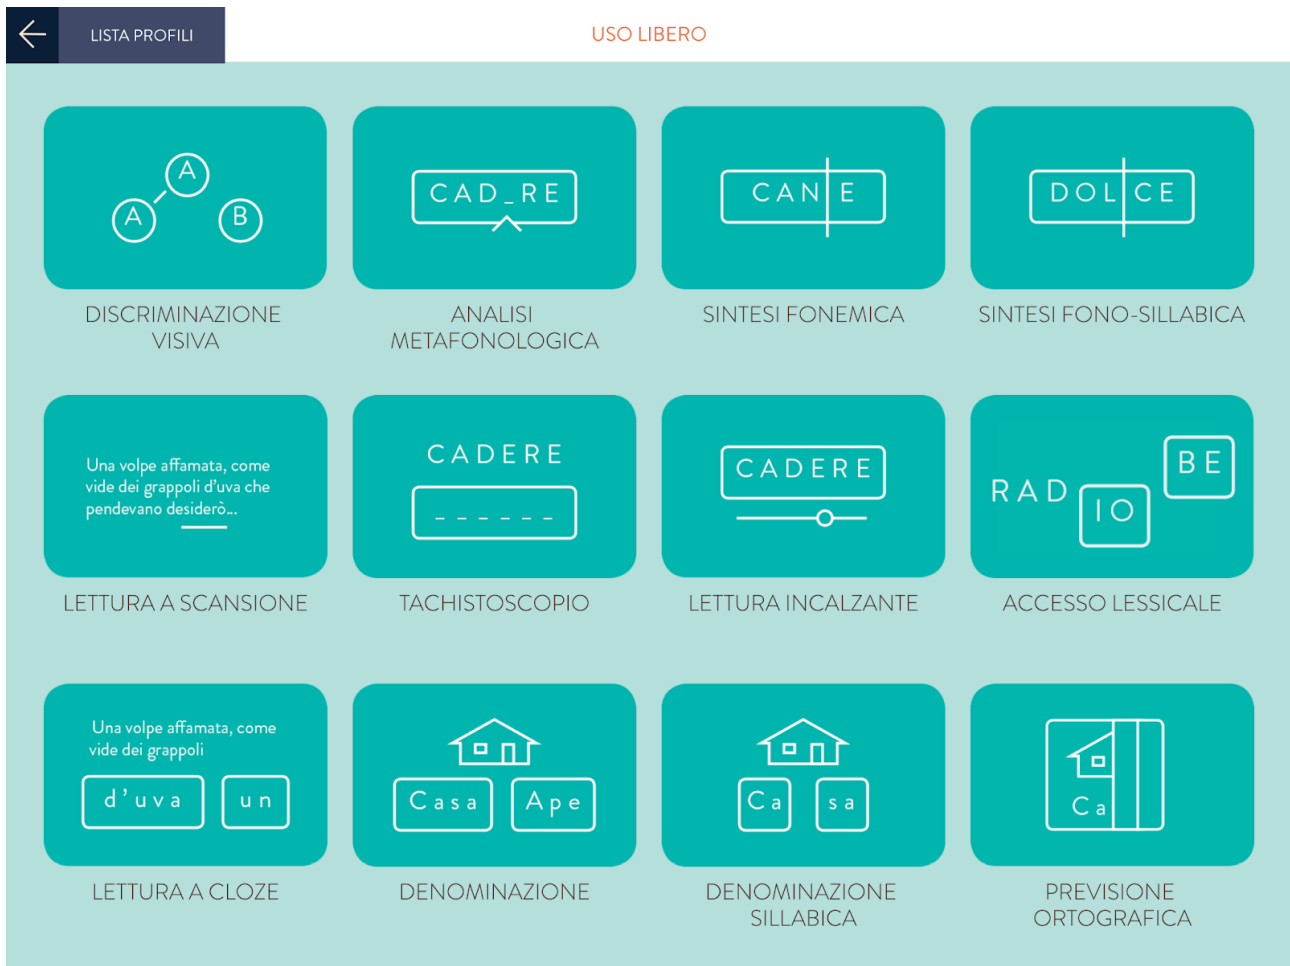 LISTA PROFILI
USO LIBERO
A
A
B
CAD_RE
CAN E
DOL CE
DISCRIMINAZIONE
VISIVA
ANALISI
METAFONOLOGICA
SINTESI FONEMICA
SINTESI FONO-SILLABICA
Una volpe affamata, come
vide dei grappoli d'uva che
pendevano desiderò...
CADERE
_ _ _ _ _ _
CADERE
RAD
IO
BE
LETTURA A SCANSIONE
TACHISTOSCOPIO
LETTURA INCALZANTE
ACCESSO LESSICALE
Una volpe affamata, come
vide dei grappoli
d'uva
un
Casa
Ape
Ca
sa
Ca
LETTURA A CLOZE
DENOMINAZIONE
DENOMINAZIONE
SILLABICA
PREVISIONE
ORTOGRAFICA